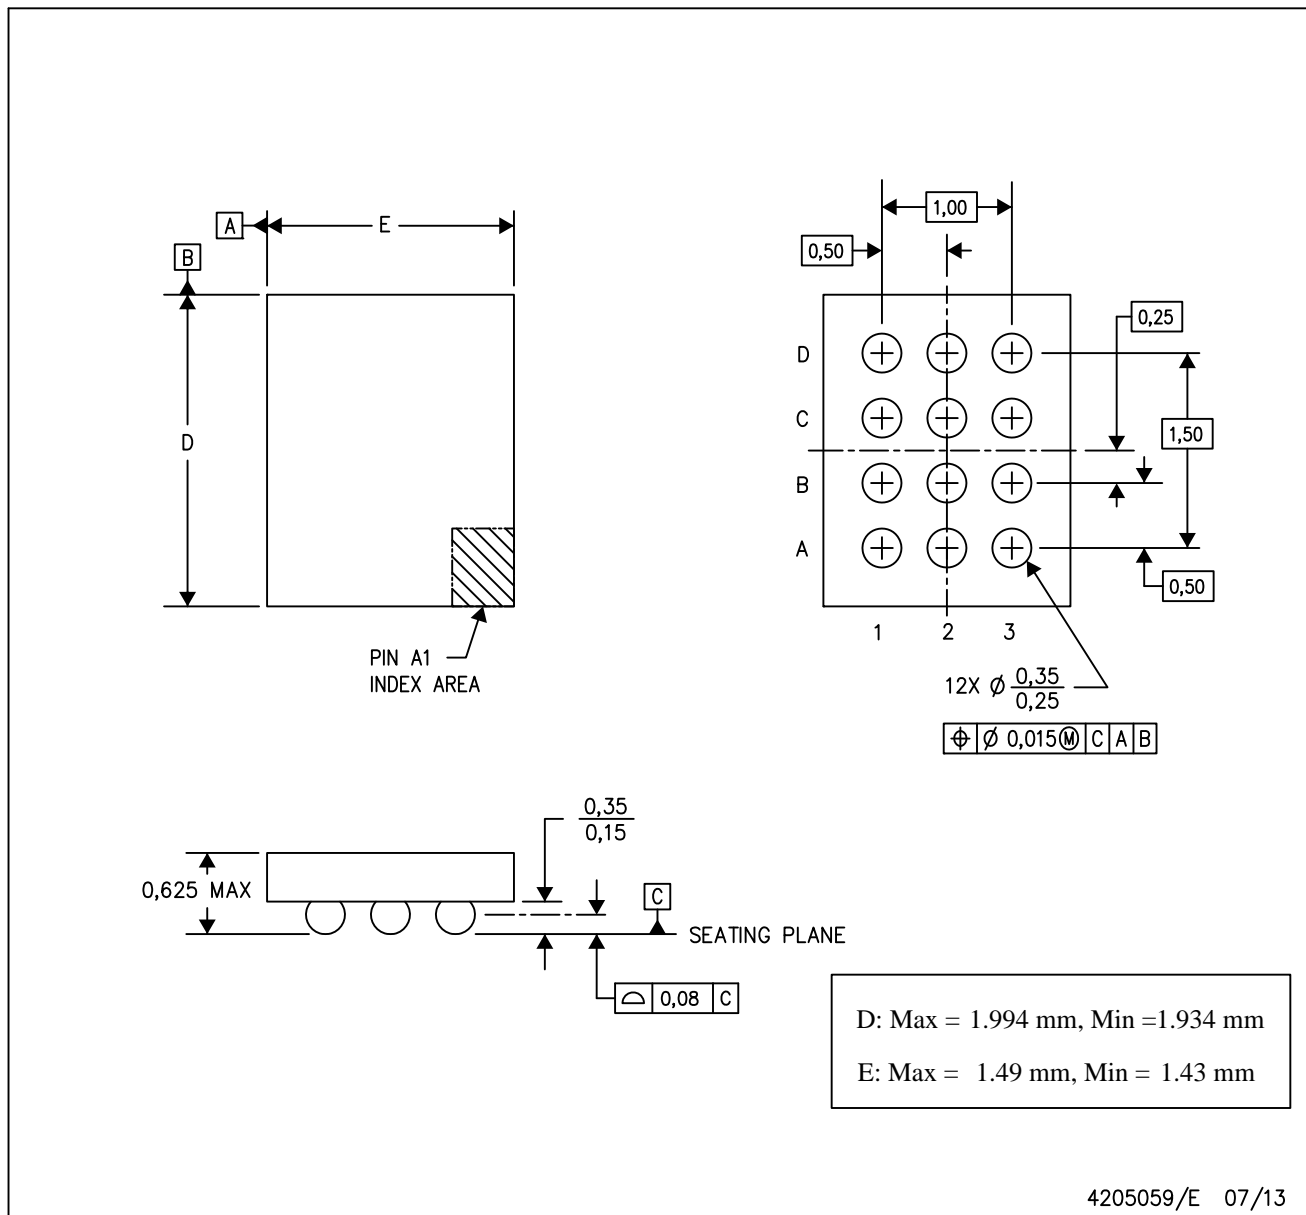 A
E
B
D
PIN A1
INDEX AREA
1,00
0,50
0,25
D
C
1,50
B
A
0,50
1 2 3
12X Ø 0,35
0,25
⌖ Ø 0,015Ⓜ C A B
0,35
0,15
0,625 MAX
C
SEATING PLANE
⌓ 0,08 C
D: Max = 1.994 mm, Min =1.934 mm
E: Max = 1.49 mm, Min = 1.43 mm
4205059/E 07/13